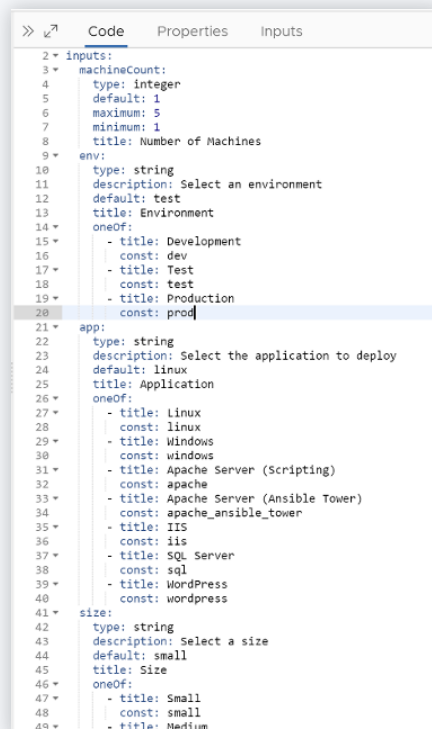 Code Properties Inputs
2 inputs:
3 machineCount:
4 type: integer
5 default: 1
6 maximum: 5
7 minimum: 1
8 title: Number of Machines
9 env:
10 type: string
11 description: Select an environment
12 default: test
13 title: Environment
14 oneOf:
15 - title: Development
16 const: dev
17 - title: Test
18 const: test
19 - title: Production
20 const: prod
21 app:
22 type: string
23 description: Select the application to deploy
24 default: linux
25 title: Application
26 oneOf:
27 - title: Linux
28 const: linux
29 - title: Windows
30 const: windows
31 - title: Apache Server (Scripting)
32 const: apache
33 - title: Apache Server (Ansible Tower)
34 const: apache_ansible_tower
35 - title: IIS
36 const: iis
37 - title: SQL Server
38 const: sql
39 - title: WordPress
40 const: wordpress
41 size:
42 type: string
43 description: Select a size
44 default: small
45 title: Size
46 oneOf:
47 - title: Small
48 const: small
49 - title: Medium